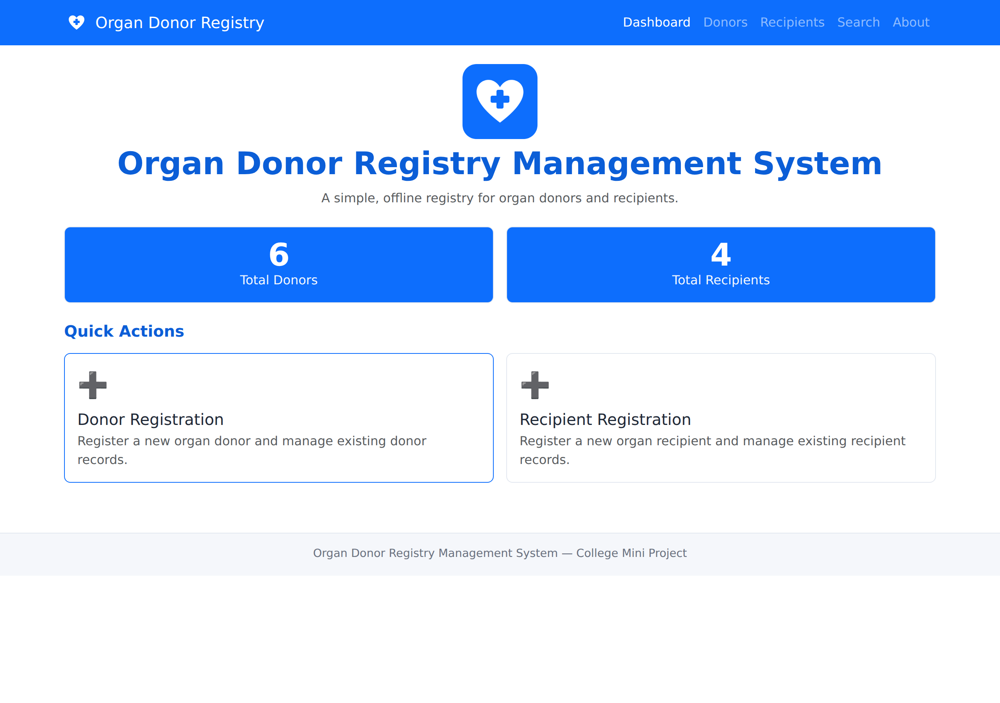 Organ Donor Registry
Dashboard Donors Recipients Search About
Organ Donor Registry Management System
A simple, offline registry for organ donors and recipients.
6
Total Donors
4
Total Recipients
Quick Actions
Donor Registration
Register a new organ donor and manage existing donor
records.
Recipient Registration
Register a new organ recipient and manage existing recipient
records.
Organ Donor Registry Management System — College Mini Project